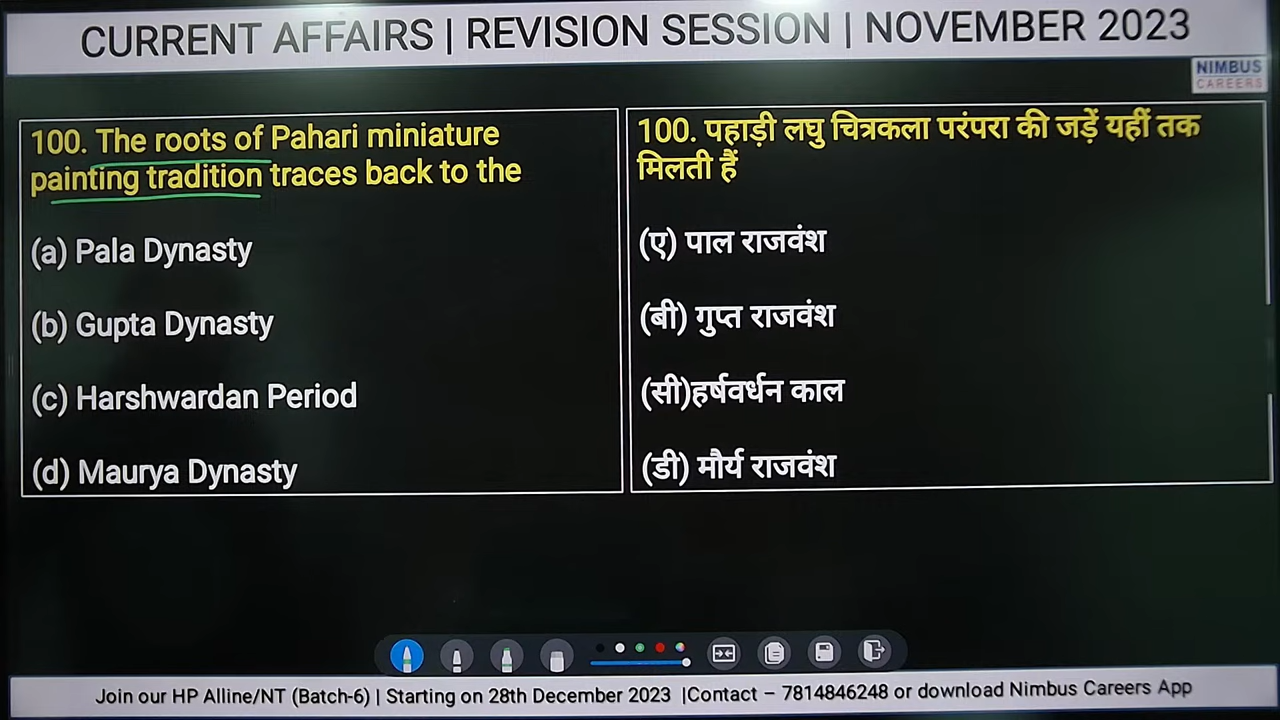 CURRENT AFFAIRS | REVISION SESSION | NOVEMBER 2023
NIMBUS
CAREERS
100. The roots of Pahari miniature
painting tradition traces back to the
(a) Pala Dynasty
(b) Gupta Dynasty
(c) Harshwardan Period
(d) Maurya Dynasty
100. पहाड़ी लघु चित्रकला परंपरा की जड़ें यहीं तक
मिलती हैं
(ए) पाल राजवंश
(बी) गुप्त राजवंश
(सी)हर्षवर्धन काल
(डी) मौर्य राजवंश
Join our HP Alline/NT (Batch-6) | Starting on 28th December 2023 |Contact – 7814846248 or download Nimbus Careers App